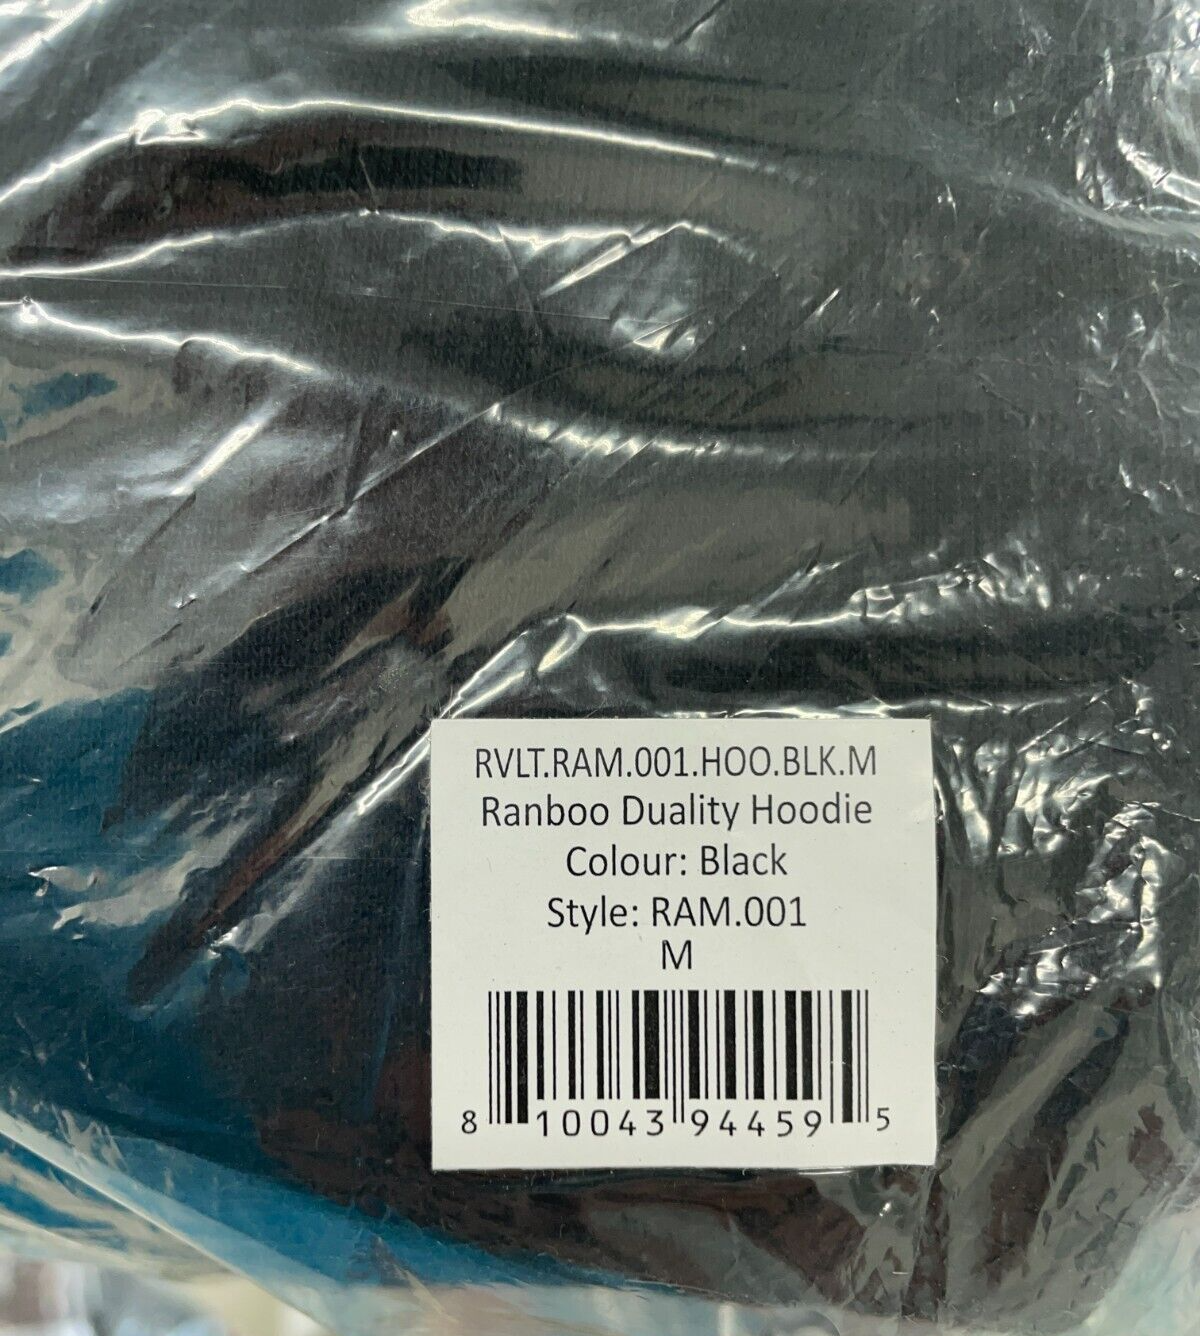 RVLT.RAM.001.HOO.BLK.M
Ranboo Duality Hoodie
Colour: Black
Style: RAM.001
M
8 10043 94459 5